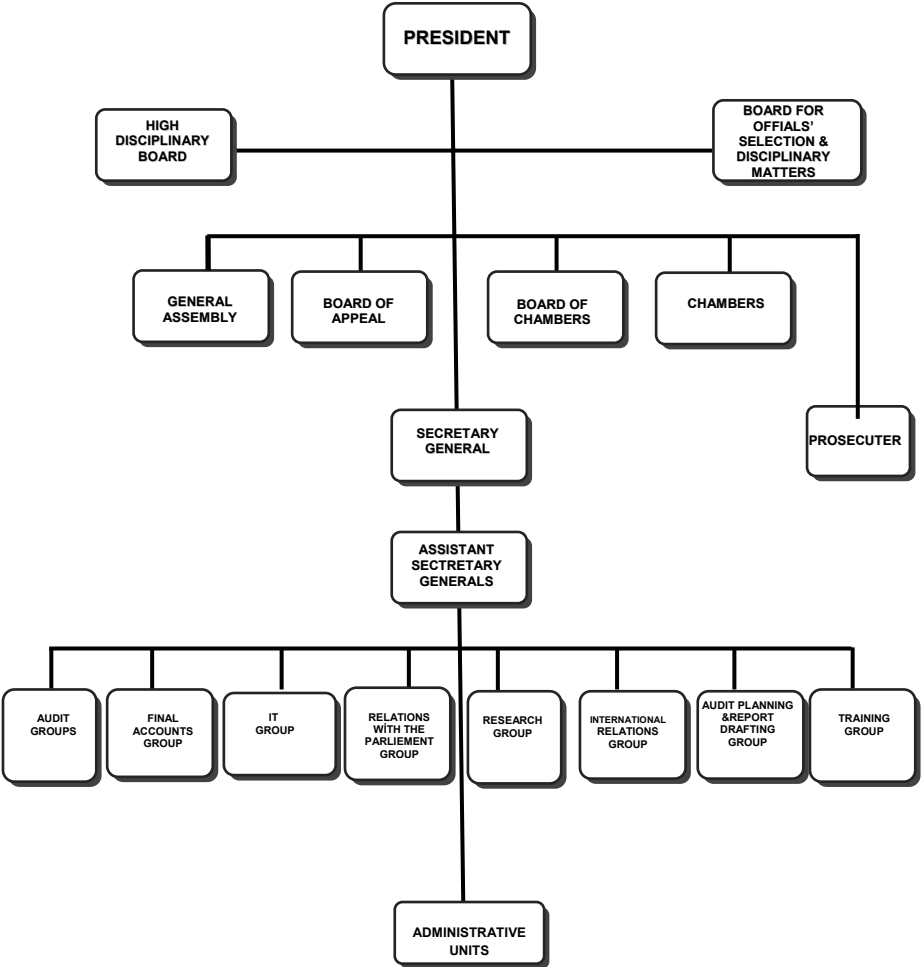 PRESIDENT
HIGH
DISCIPLINARY
BOARD
BOARD FOR
OFFIALS’
SELECTION &
DISCIPLINARY
MATTERS
GENERAL
ASSEMBLY
BOARD OF
APPEAL
BOARD OF
CHAMBERS
CHAMBERS
SECRETARY
GENERAL
PROSECUTER
ASSISTANT
SECTRETARY
GENERALS
AUDIT
GROUPS
FINAL
ACCOUNTS
GROUP
IT
GROUP
RELATIONS
WİTH THE
PARLIEMENT
GROUP
RESEARCH
GROUP
INTERNATIONAL
RELATIONS
GROUP
AUDIT PLANNING
&REPORT
DRAFTING
GROUP
TRAINING
GROUP
ADMINISTRATIVE
UNITS